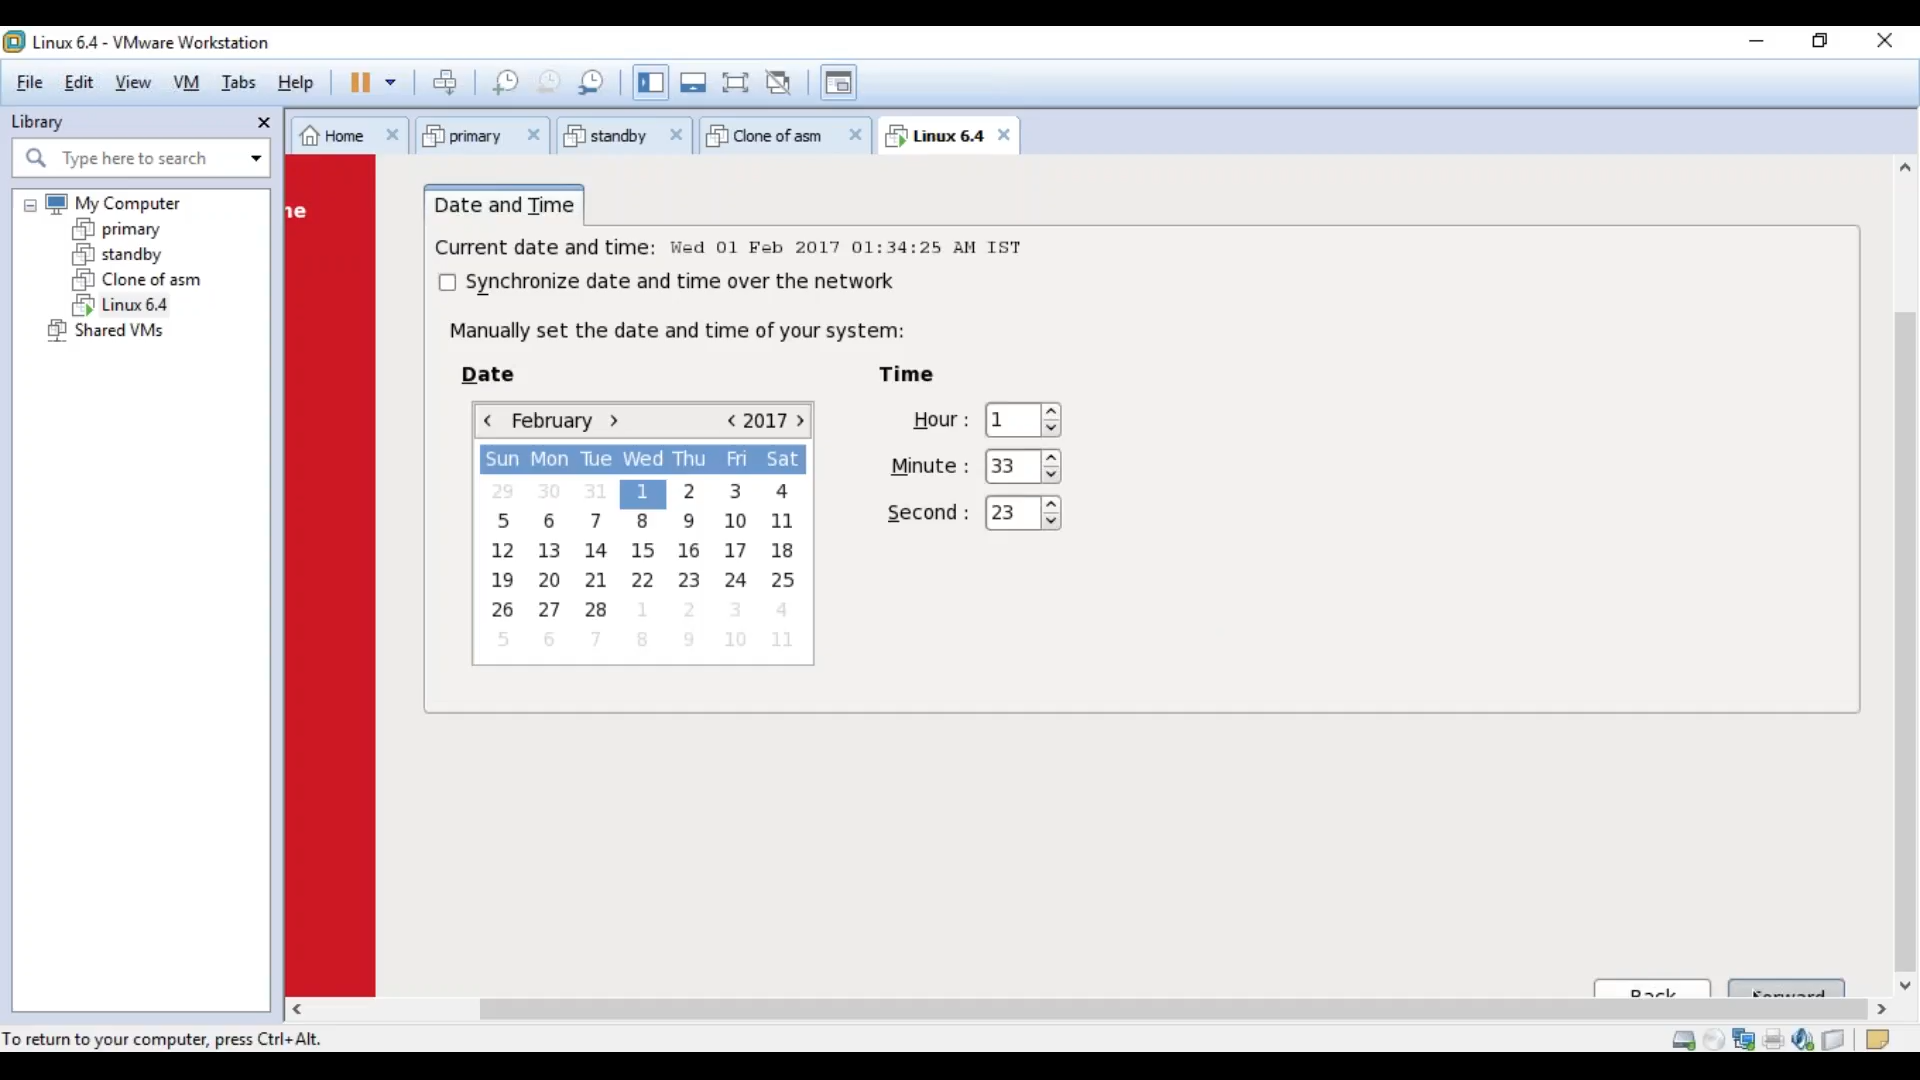 Linux 6.4 - VMware Workstation
File Edit View VM Tabs Help
Library
Home primary standby Clone of asm Linux 6.4
Type here to search
My Computer
primary
standby
Clone of asm
Linux 6.4
Shared VMs
ne
Date and Time
Current date and time: Wed 01 Feb 2017 01:34:25 AM IST
Synchronize date and time over the network
Manually set the date and time of your system:
Date
Time
< February > < 2017 >
Sun Mon Tue Wed Thu Fri Sat
29 30 31 1 2 3 4
5 6 7 8 9 10 11
12 13 14 15 16 17 18
19 20 21 22 23 24 25
26 27 28 1 2 3 4
5 6 7 8 9 10 11
Hour : 1
Minute : 33
Second : 23
Back Forward
To return to your computer, press Ctrl+Alt.